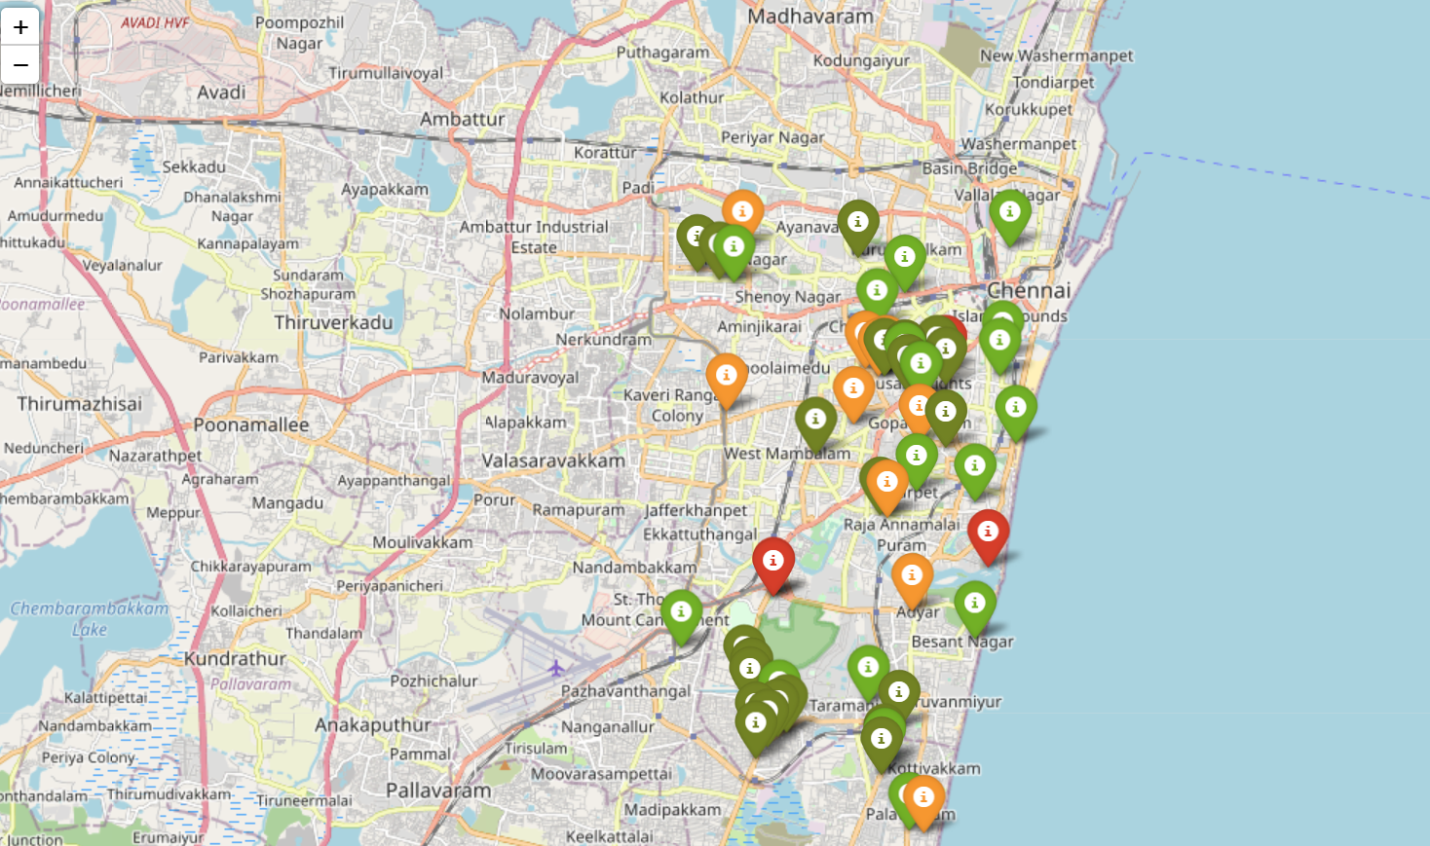 +
−
AVADI HVF
Poompozhil
Nagar
Madhavaram
Puthagaram
Kodungaiyur
New Washermpet
Tondiarpet
Tirumullaivoyal
Avadi
Kolathur
Korukkupet
Ambattur
Periyar Nagar
Washermanpet
Korattur
Sekkadu
Basin Bridge
Annaikattucheri
Ayapakkam
Padi
Dhanalakshmi
Nagar
Amudurmedu
Ambattur Industrial
Estate
Kannapalayam
Veyalanalur
Nagar
Sundaram
Shozhapuram
Shenoy Nagar
Chennai
Poonamallee
Nolambur
Thiruverkadu
Aminjikarai
Nerkundram
Parivakkam
Maduravoyal
Kaveri Ranga
Colony
Thirumazhisai
Poonamallee
Alapakkam
Neduncheri
Nazarathpet
West Mambalam
Valasaravakkam
Agraharam
Ayappanthangal
Mangadu
Porur
Meppur
Ramapuram
Jafferkhanpet
Raja Annamalai
Puram
Ekkattuthangal
Moulivakkam
Chikkarayapuram
Nandambakkam
Periyapanicheri
Chembarambakkam
Lake
Kollaicheri
Adyar
Thandalam
Besant Nagar
Kundrathur
Pallavaram
Pozhichalur
Pazhavanthangal
Kalattipettai
Nandambakkam
Anakaputhur
Nanganallur
Periya Colony
Pammal
Tirisulam
Moovarasampettai
Kottivakkam
Pallavaram
Thirumudivakkam
Tiruneermalai
Madipakkam
Erumaiyur
Keelkattalai
Junction